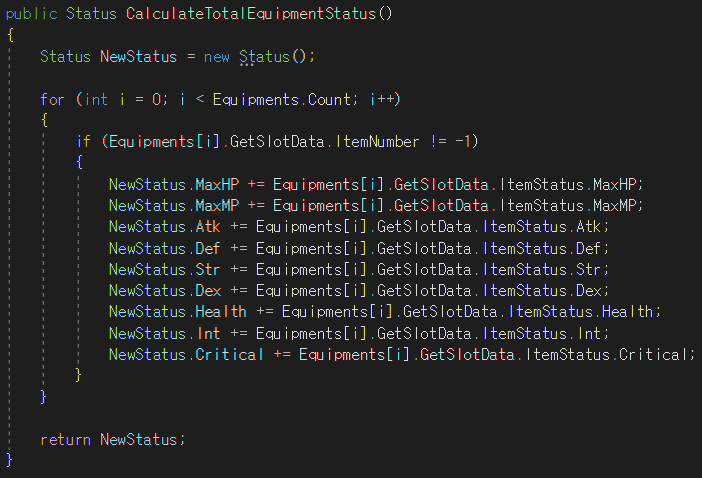 public Status CalculateTotalEquipmentStatus()
{
    Status NewStatus = new Status();

    for (int i = 0; i < Equipments.Count; i++)
    {
        if (Equipments[i].GetSlotData.ItemNumber != -1)
        {
            NewStatus.MaxHP += Equipments[i].GetSlotData.ItemStatus.MaxHP;
            NewStatus.MaxMP += Equipments[i].GetSlotData.ItemStatus.MaxMP;
            NewStatus.Atk += Equipments[i].GetSlotData.ItemStatus.Atk;
            NewStatus.Def += Equipments[i].GetSlotData.ItemStatus.Def;
            NewStatus.Str += Equipments[i].GetSlotData.ItemStatus.Str;
            NewStatus.Dex += Equipments[i].GetSlotData.ItemStatus.Dex;
            NewStatus.Health += Equipments[i].GetSlotData.ItemStatus.Health;
            NewStatus.Int += Equipments[i].GetSlotData.ItemStatus.Int;
            NewStatus.Critical += Equipments[i].GetSlotData.ItemStatus.Critical;
        }
    }

    return NewStatus;
}